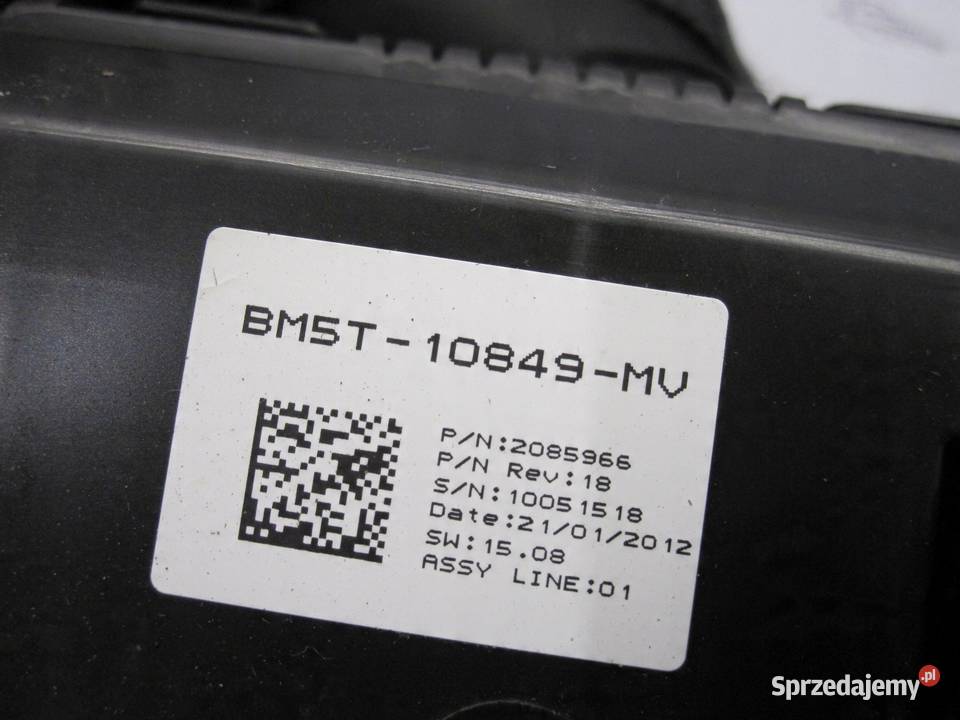 BM5T-10849-MV
P/N:2085966
P/N Rev:18
S/N:10051518
Date:21/01/2012
SW:15.08
ASSY LINE:01
Sprzedajemy.pl